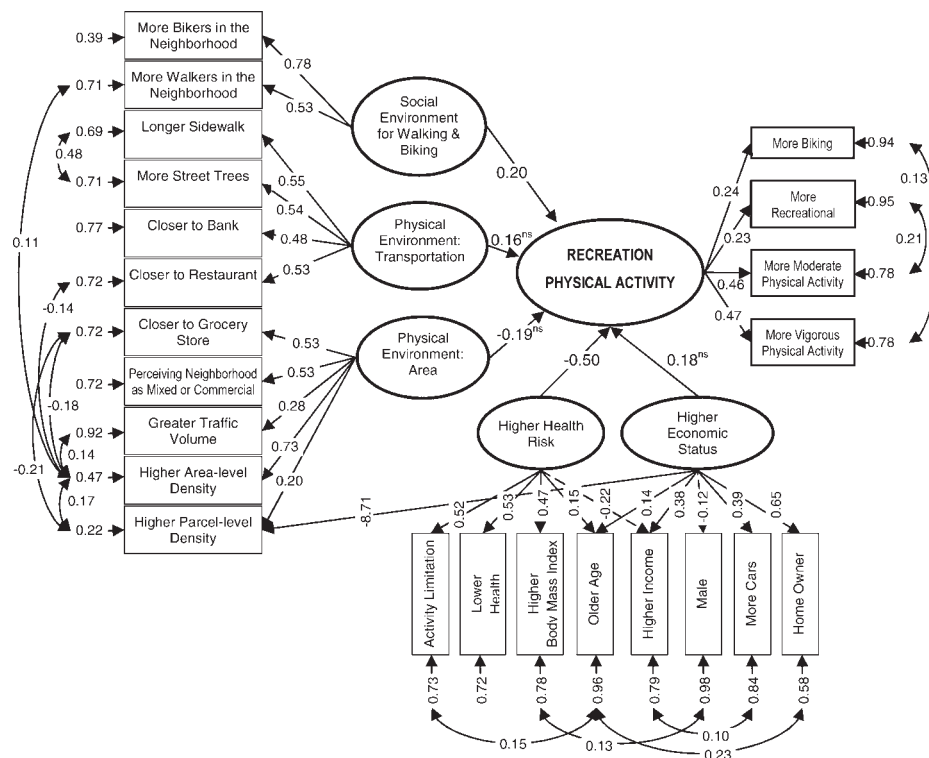 More Bikers in the
Neighborhood
0.39
More Walkers in the
Neighborhood
0.71
Longer Sidewalk
0.69
0.48
More Street Trees
0.71
Closer to Bank
0.77
Closer to Restaurant
0.72
Closer to Grocery
Store
0.72
Perceiving Neighborhood
as Mixed or Commercial
0.72
Greater Traffic
Volume
0.92
Higher Area-level
Density
0.47
Higher Parcel-level
Density
0.22
0.11
-0.14
-0.18
0.14
-0.21
0.17
0.78
0.53
Social
Environment
for Walking &
Biking
0.20
0.55
0.54
0.48
0.53
Physical
Environment:
Transportation
0.16ns
0.53
0.53
0.28
0.73
0.20
Physical
Environment:
Area
-0.19ns
RECREATION
PHYSICAL ACTIVITY
0.24
0.23
0.46
0.47
More Biking
0.94
More
Recreational
0.95
More Moderate
Physical Activity
0.78
More Vigorous
Physical Activity
0.78
0.13
0.21
-0.50
0.18ns
Higher Health
Risk
Higher
Economic
Status
-8.71
0.52
0.53
0.47
0.15
-0.22
0.14
0.38
-0.12
0.39
0.65
Activity Limitation
Lower
Health
Higher
Body Mass Index
Older Age
Higher Income
Male
More Cars
Home Owner
0.73
0.72
0.78
0.96
0.79
0.98
0.84
0.58
0.15
0.13
0.10
0.23